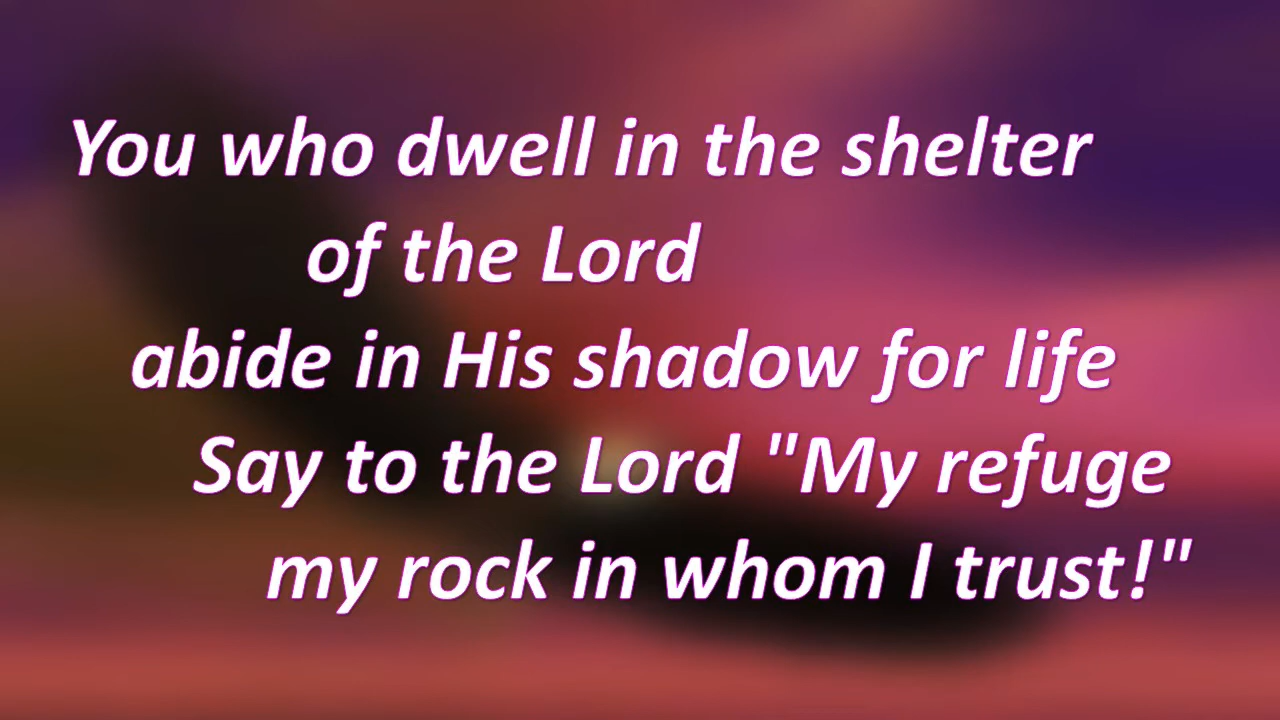 You who dwell in the shelter
of the Lord
abide in His shadow for life
Say to the Lord "My refuge
my rock in whom I trust!"